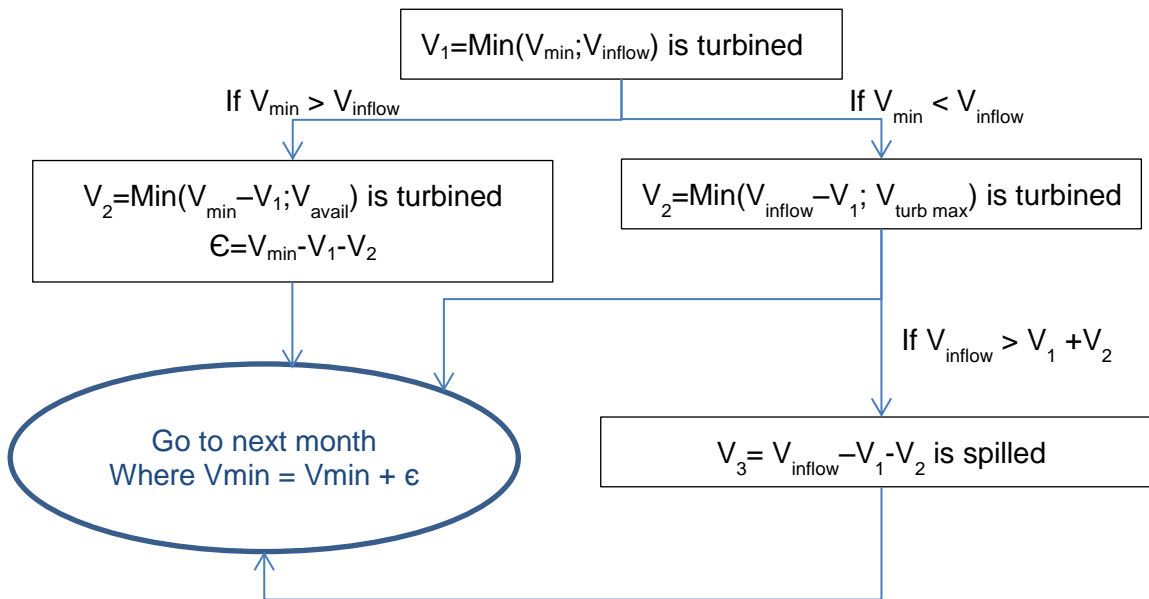 V₁=Min(Vmin;Vinflow) is turbined
If Vmin > Vinflow
If Vmin < Vinflow
V₂=Min(Vmin–V₁;Vavail) is turbined
Є=Vmin-V₁-V₂
V₂=Min(Vinflow–V₁; Vturb max) is turbined
If Vinflow > V₁ +V₂
Go to next month
Where Vmin = Vmin + є
V₃= Vinflow–V₁-V₂ is spilled